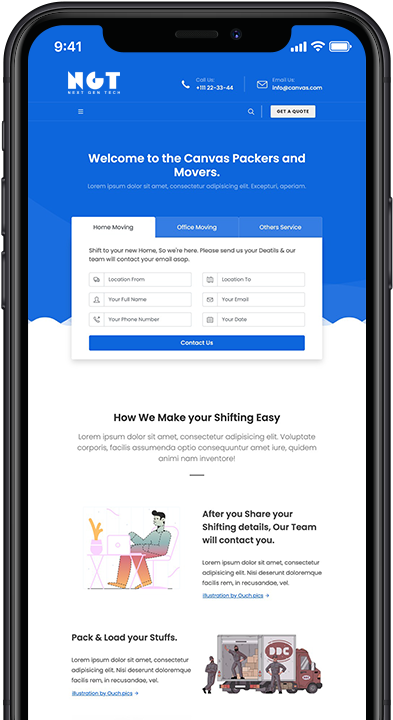 9:41
NGT
NEXT GEN TECH
Call Us:
+111 22-33-44
Email Us:
info@canvas.com
GET A QUOTE
Welcome to the Canvas Packers and
Movers.
Lorem ipsum dolor sit amet, consectetur adipisicing elit. Excepturi, aperiam.
Home Moving
Office Moving
Others Service
Shift to your new Home, So we're here. Please send us your Deatils & our
team will contact your email asap.
Location From
Location To
Your Full Name
Your Email
Your Phone Number
Your Date
Contact Us
How We Make your Shifting Easy
Lorem ipsum dolor sit amet, consectetur adipisicing elit. Voluptate
corporis, facilis assumenda optio consequuntur amet iure, quidem
animi nam inventore!
After you Share your
Shifting details, Our Team
will contact you.
Lorem ipsum dolor sit amet, consectetur
adipisicing elit. Nisi deserunt doloremque
facilis rem, in recusandae, vel.
Illustration by Ouch.pics →
Pack & Load your Stuffs.
Lorem ipsum dolor sit amet, consectetur
adipisicing elit. Nisi deserunt doloremque
facilis rem, in recusandae, vel.
Illustration by Ouch.pics →
DDC